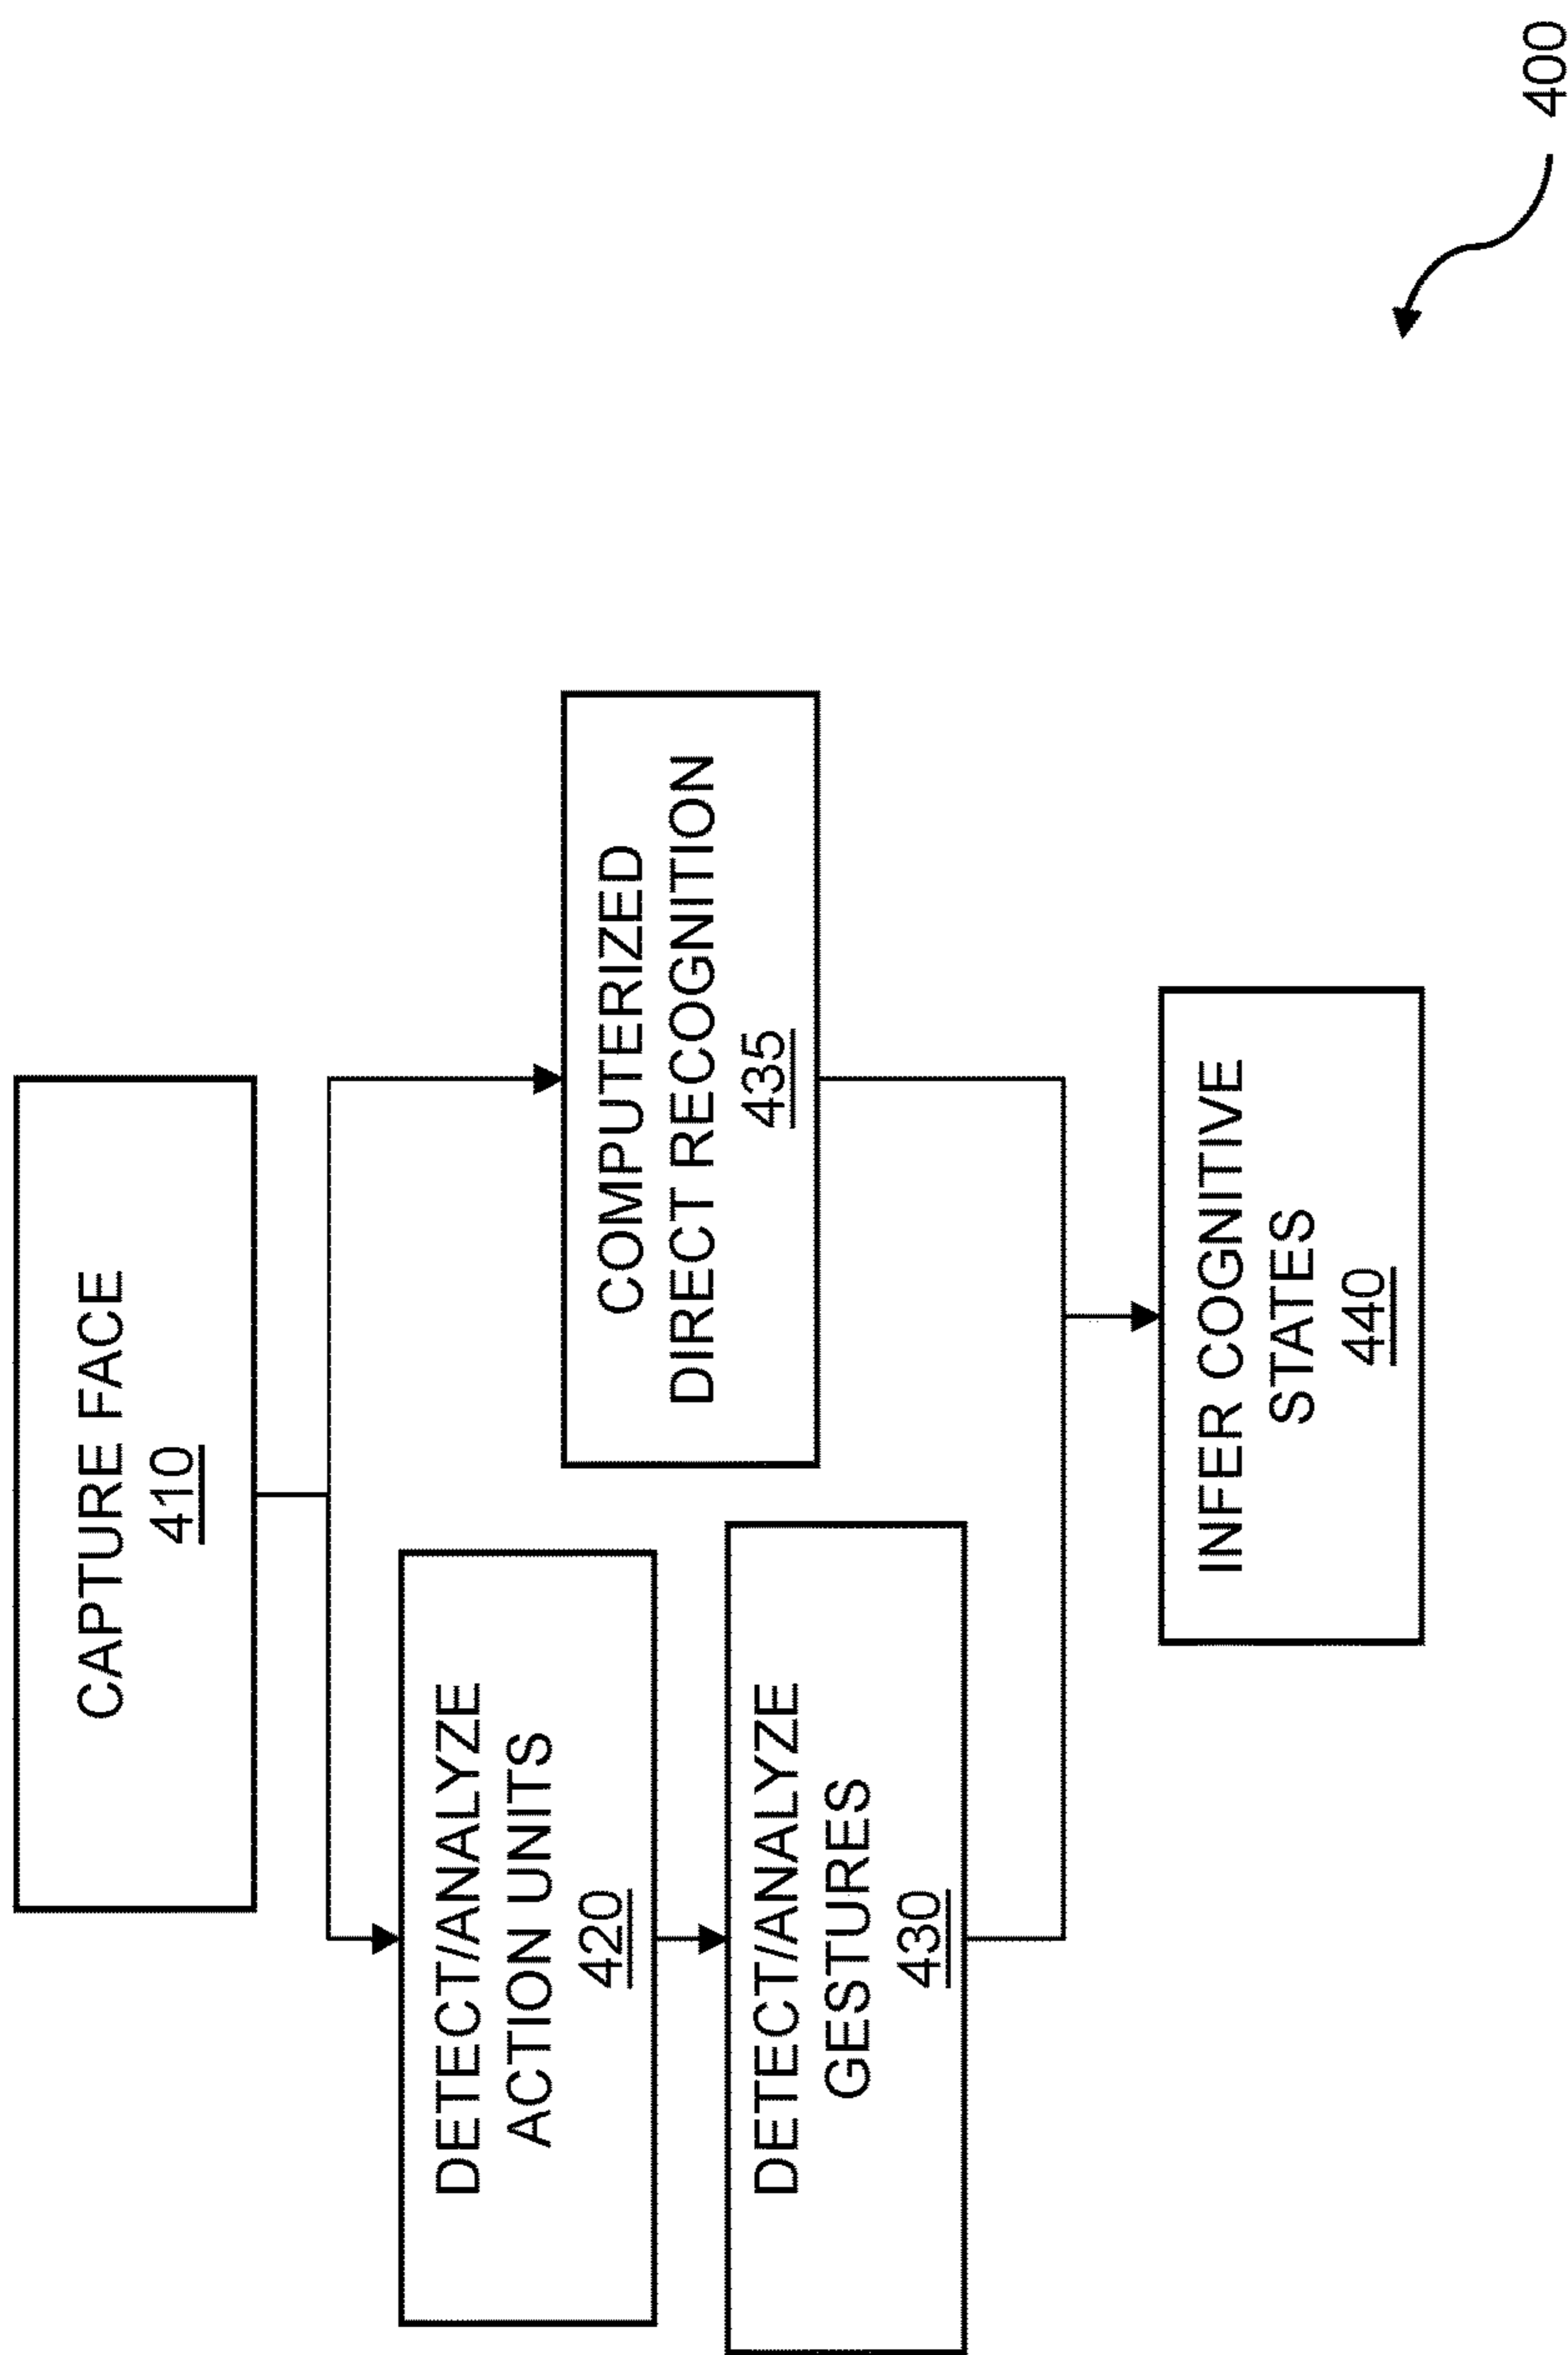 CAPTURE FACE
410
DETECT/ANALYZE
ACTION UNITS
420
COMPUTERIZED
DIRECT RECOGNITION
435
DETECT/ANALYZE
GESTURES
430
INFER COGNITIVE
STATES
440
400